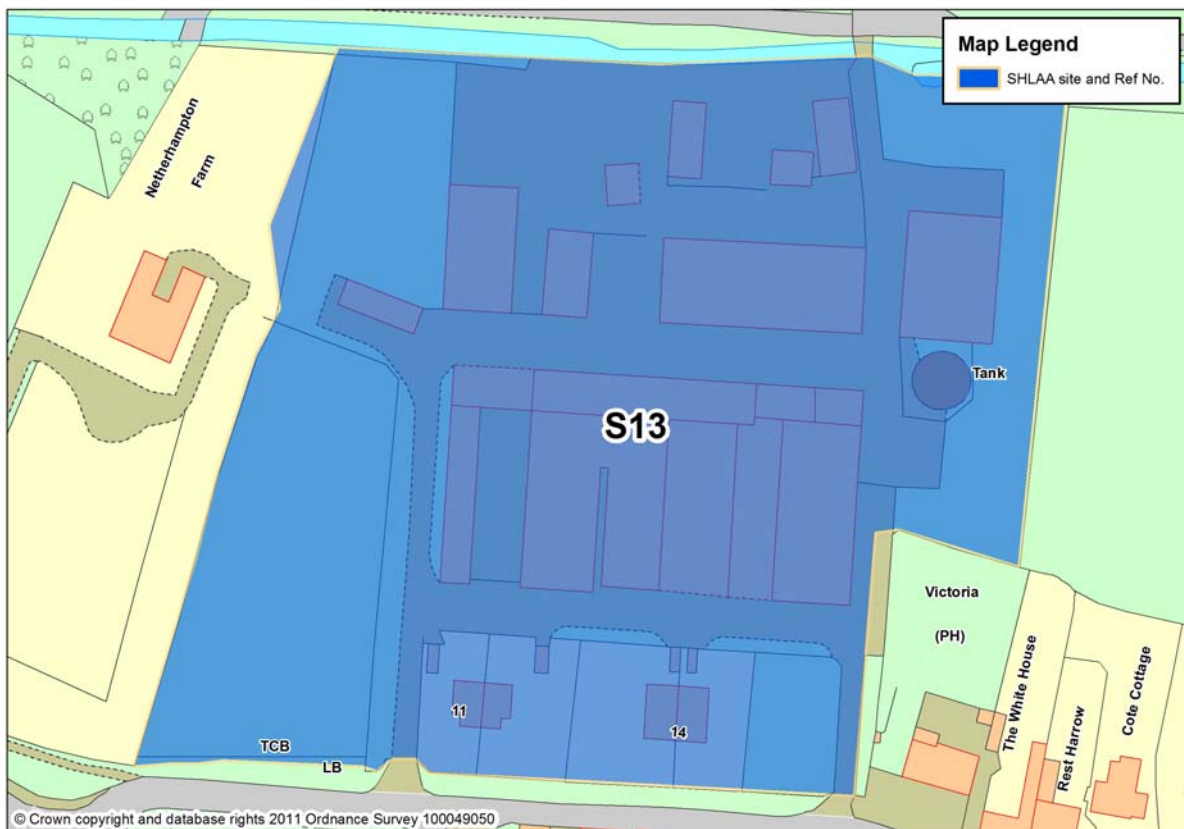 Map Legend
SHLAA site and Ref No.
Netherhampton
Farm
Tank
S13
Victoria
(PH)
The White House
Rest Harrow
Cote Cottage
11
14
TCB
LB
© Crown copyright and database rights 2011 Ordnance Survey 100049050